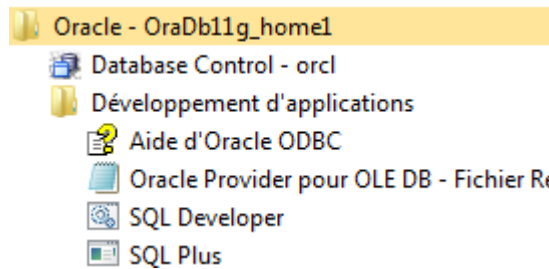 Oracle - OraDb11g_home1
Database Control - orcl
Développement d'applications
Aide d'Oracle ODBC
Oracle Provider pour OLE DB - Fichier
SQL Developer
SQL Plus